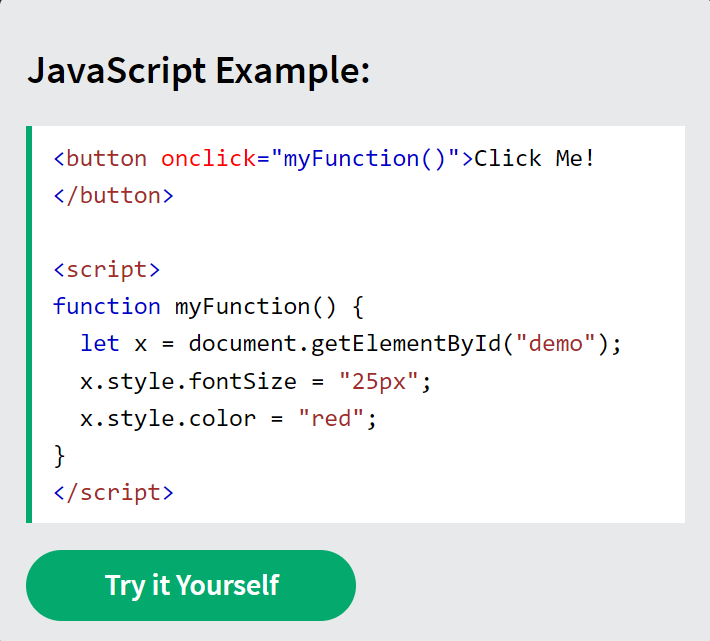 JavaScript Example:
<button onclick="myFunction()">Click Me!
</button>

<script>
function myFunction() {
  let x = document.getElementById("demo");
  x.style.fontSize = "25px";
  x.style.color = "red";
}
</script>
Try it Yourself